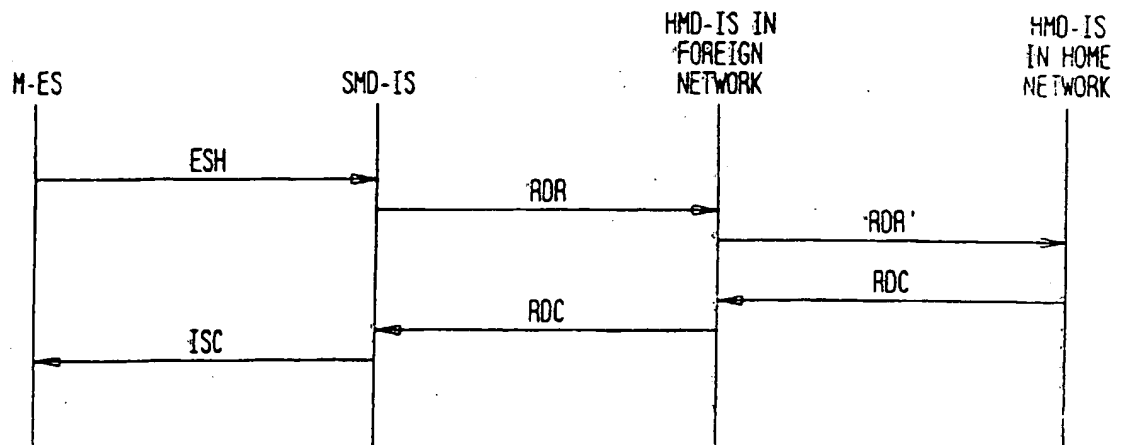 M-ES
SMD-IS
HMD-IS IN
FOREIGN
NETWORK
HMD-IS
IN HOME
NETWORK
ESH
RDR
RDR'
RDC
RDC
ISC